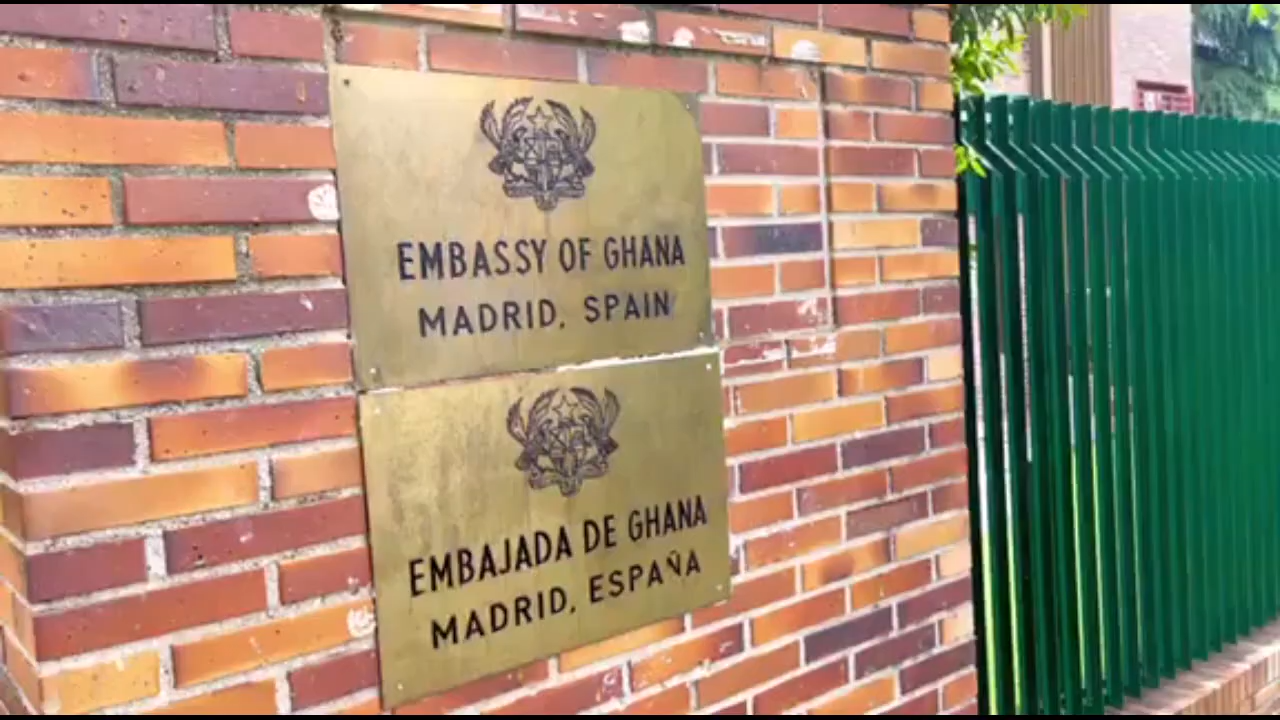 EMBASSY OF GHANA
MADRID, SPAIN
EMBAJADA DE GHANA
MADRID, ESPAÑA